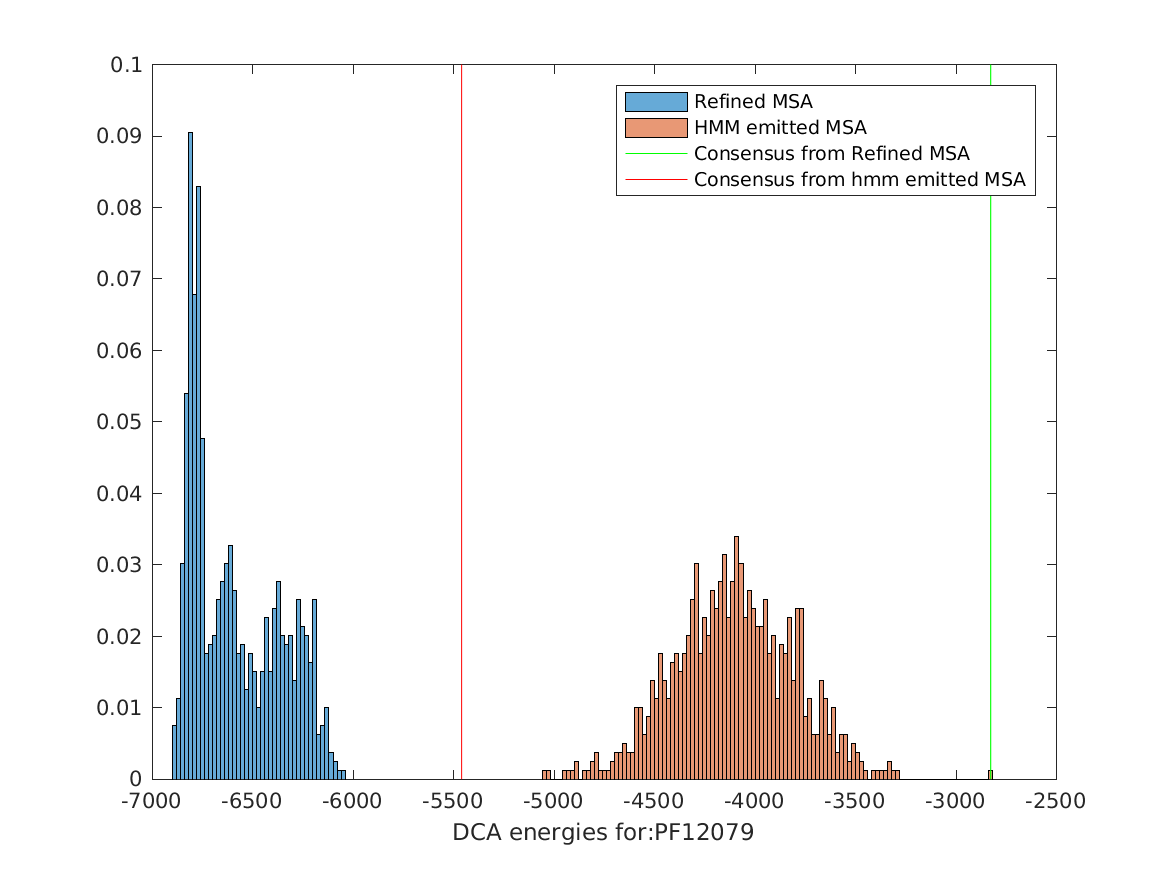 0.1
0.09
0.08
0.07
0.06
0.05
0.04
0.03
0.02
0.01
0
Refined MSA
HMM emitted MSA
Consensus from Refined MSA
Consensus from hmm emitted MSA
-7000 -6500 -6000 -5500 -5000 -4500 -4000 -3500 -3000 -2500
DCA energies for:PF12079